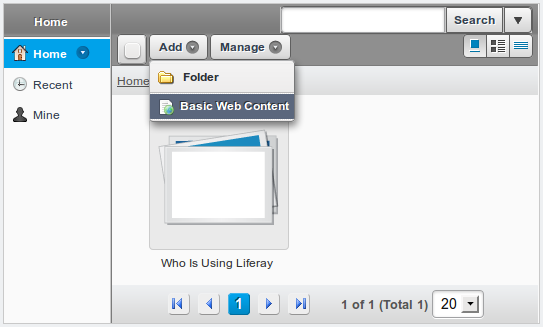 Home
Search
Home
Add
Manage
Recent
Mine
Home
Folder
Basic Web Content
Who Is Using Liferay
1
1 of 1 (Total 1)
20